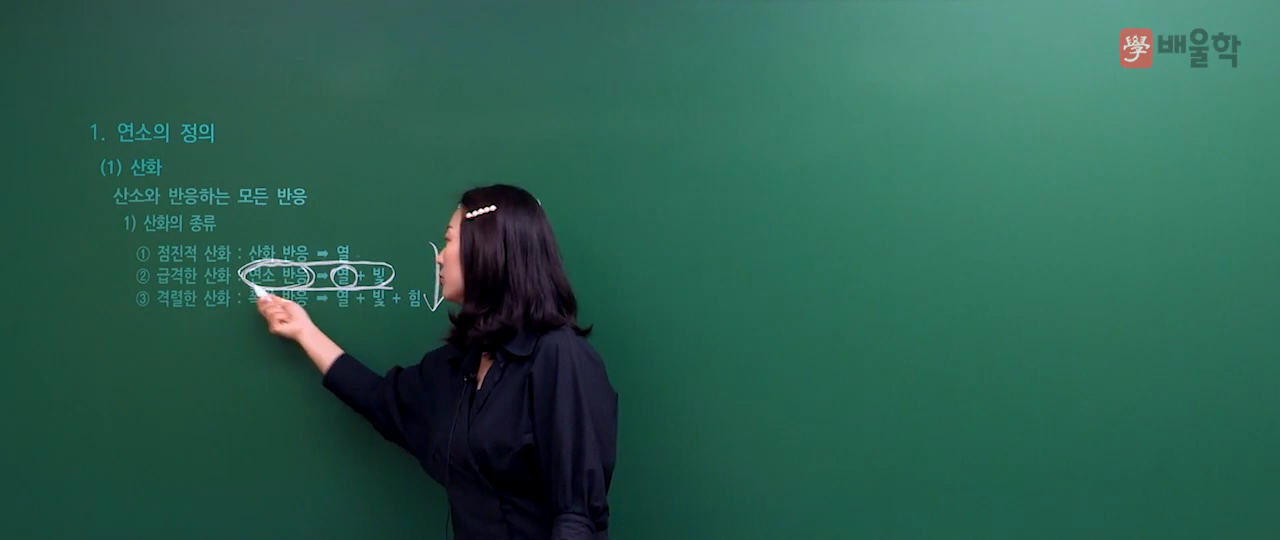 學 배울학
1. 연소의 정의
(1) 산화
산소와 반응하는 모든 반응
1) 산화의 종류
① 점진적 산화 : 산화 반응 ➡ 열
② 급격한 산화 : 연소 반응 ➡ 열 + 빛
③ 격렬한 산화 : 반응 ➡ 열 + 빛 + 힘